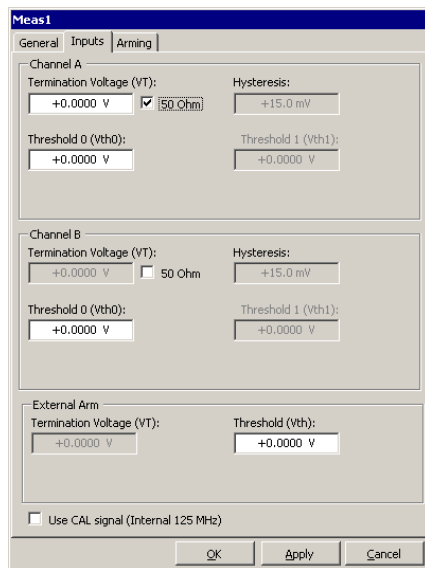 Meas1
General Inputs Arming
Channel A
Termination Voltage (VT): Hysteresis:
+0.0000 V 50 Ohm +15.0 mV
Threshold 0 (Vth0): Threshold 1 (Vth1):
+0.0000 V +0.0000 V
Channel B
Termination Voltage (VT): Hysteresis:
+0.0000 V 50 Ohm +15.0 mV
Threshold 0 (Vth0): Threshold 1 (Vth1):
+0.0000 V +0.0000 V
External Arm
Termination Voltage (VT): Threshold (Vth):
+0.0000 V +0.0000 V
Use CAL signal (Internal 125 MHz)
OK Apply Cancel